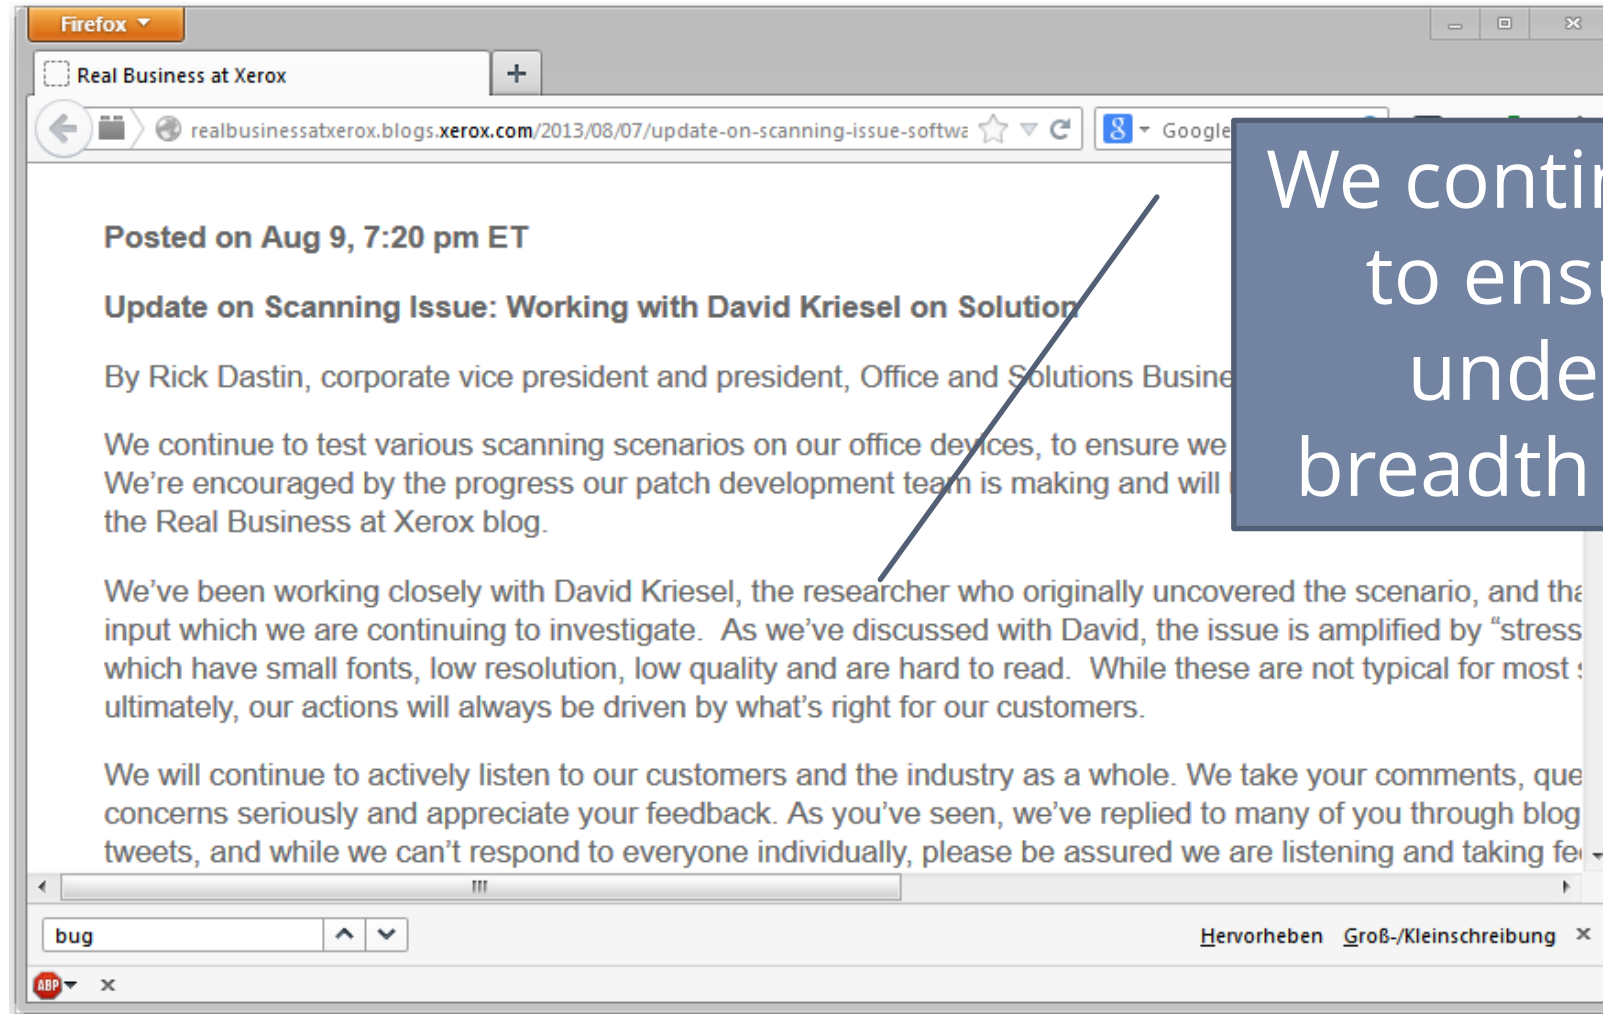 Firefox
Real Business at Xerox
realbusinessatxerox.blogs.xerox.com/2013/08/07/update-on-scanning-issue-softwa
Google
We contin
to ensu
unde
breadth
Posted on Aug 9, 7:20 pm ET
Update on Scanning Issue: Working with David Kriesel on Solution
By Rick Dastin, corporate vice president and president, Office and Solutions Busine
We continue to test various scanning scenarios on our office devices, to ensure we
We're encouraged by the progress our patch development team is making and will
the Real Business at Xerox blog.
We've been working closely with David Kriesel, the researcher who originally uncovered the scenario, and tha
input which we are continuing to investigate.  As we've discussed with David, the issue is amplified by “stress
which have small fonts, low resolution, low quality and are hard to read.  While these are not typical for most
ultimately, our actions will always be driven by what's right for our customers.
We will continue to actively listen to our customers and the industry as a whole. We take your comments, que
concerns seriously and appreciate your feedback. As you've seen, we've replied to many of you through blog
tweets, and while we can't respond to everyone individually, please be assured we are listening and taking fe
bug
Hervorheben Groß-/Kleinschreibung
ABP